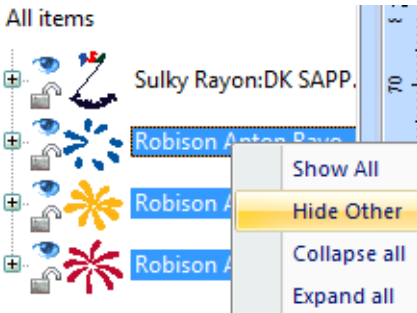 All items
Sulky Rayon:DK SAPP.
Robison Anton Rayo
Robison A
Robison A
Show All
Hide Other
Collapse all
Expand all
70